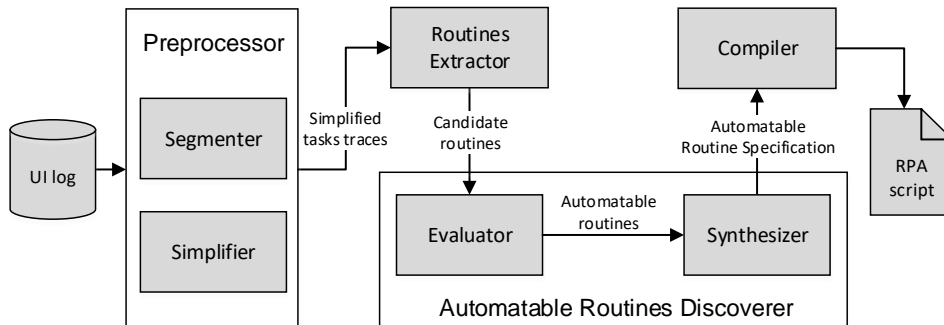 UI log
Preprocessor
Segmenter
Simplifier
Simplified
tasks traces
Routines
Extractor
Candidate
routines
Evaluator
Automatable
routines
Synthesizer
Automatable Routines Discoverer
Automatable
Routine Specification
Compiler
RPA
script